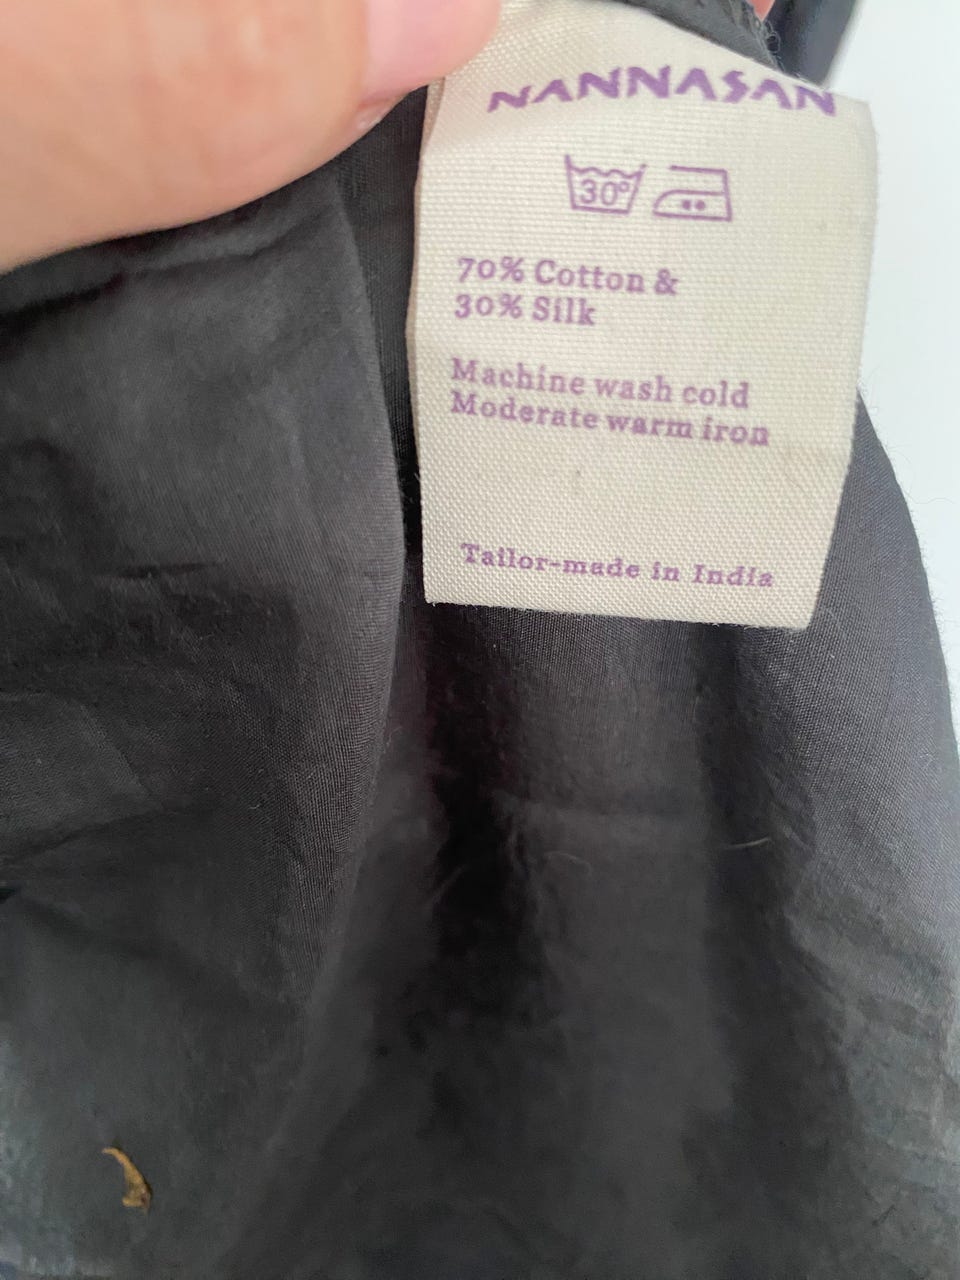 NANNASAN
30°
70% Cotton &
30% Silk
Machine wash cold
Moderate warm iron
Tailor-made in India